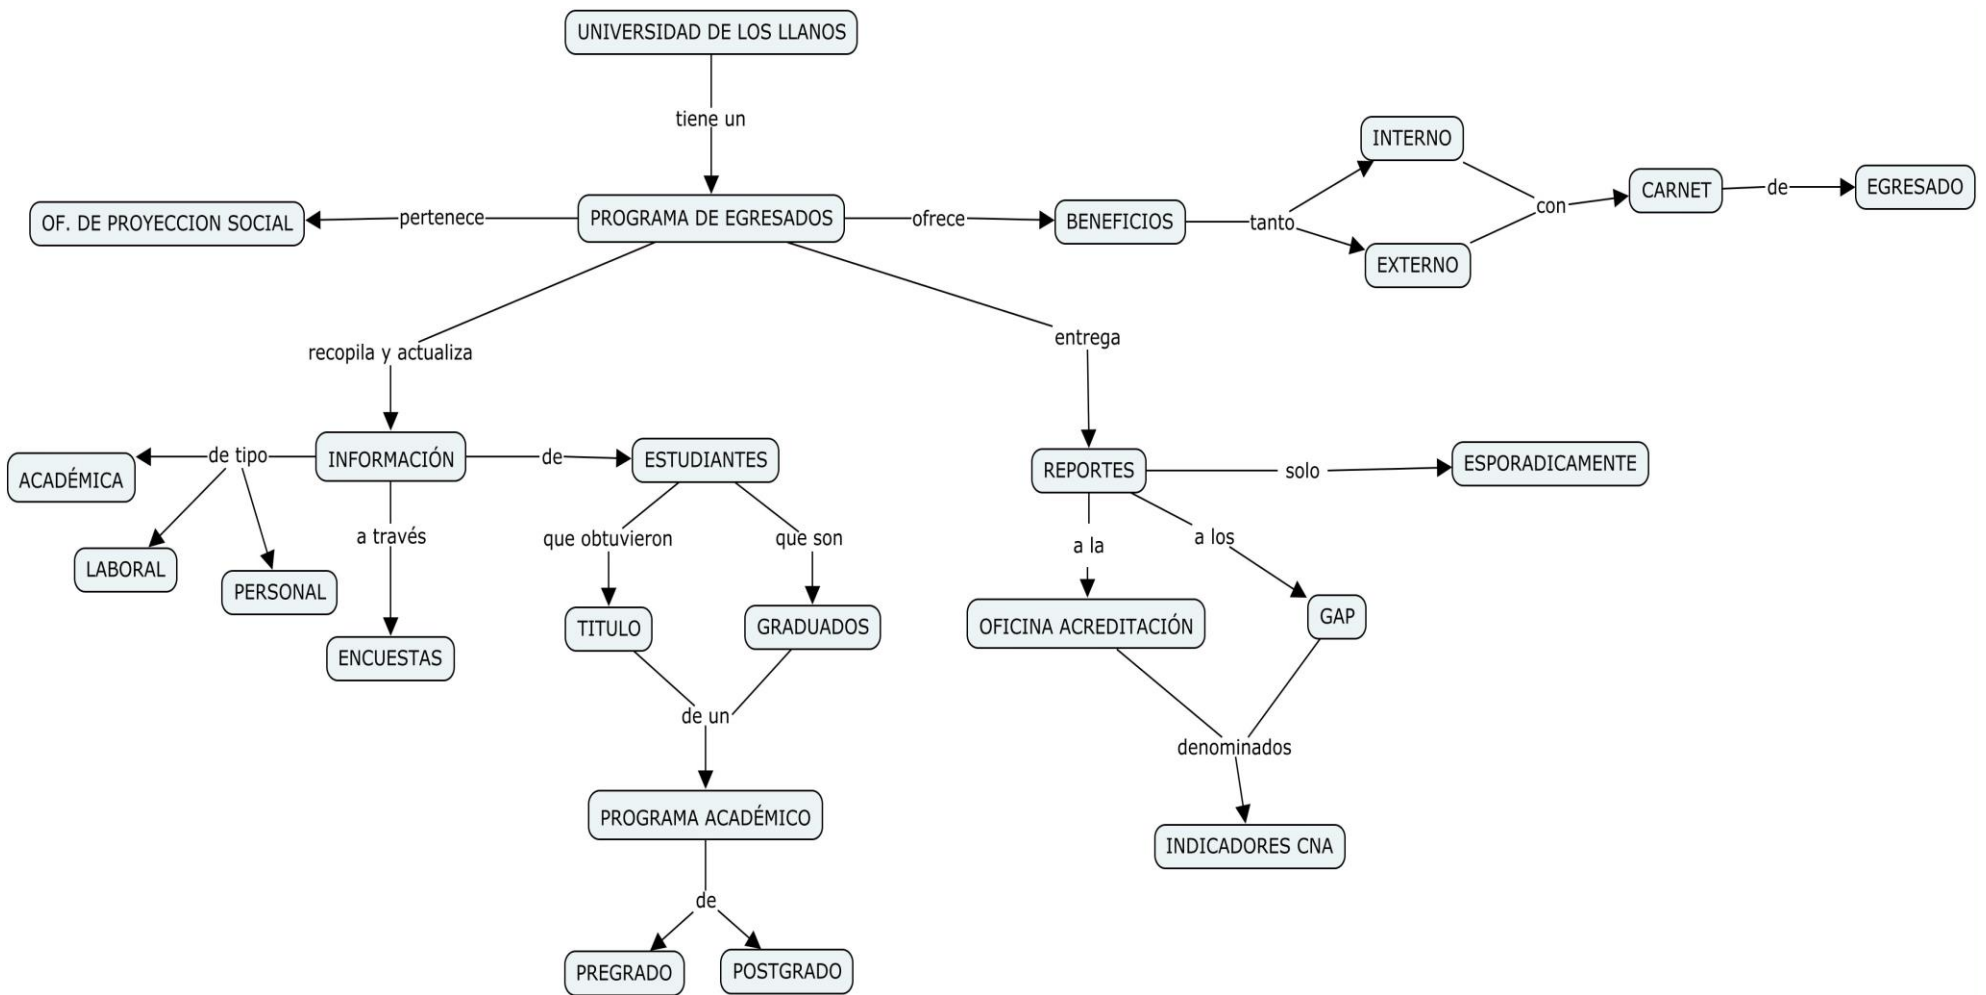 UNIVERSIDAD DE LOS LLANOS
tiene un
INTERNO
CARNET
de
EGRESADO
OF. DE PROYECCION SOCIAL
pertenece
PROGRAMA DE EGRESADOS
ofrece
BENEFICIOS
tanto
con
EXTERNO
recopila y actualiza
entrega
ACADÉMICA
de tipo
INFORMACIÓN
de
ESTUDIANTES
REPORTES
solo
ESPORADICAMENTE
a través
que obtuvieron
que son
a la
a los
LABORAL
PERSONAL
TITULO
GRADUADOS
OFICINA ACREDITACIÓN
GAP
ENCUESTAS
de un
denominados
PROGRAMA ACADÉMICO
INDICADORES CNA
de
PREGRADO
POSTGRADO